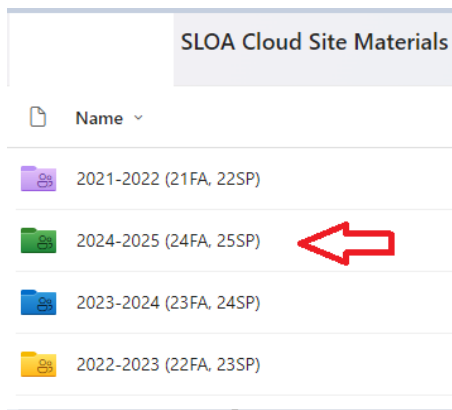 SLOA Cloud Site Materials
Name
2021-2022 (21FA, 22SP)
2024-2025 (24FA, 25SP)
2023-2024 (23FA, 24SP)
2022-2023 (22FA, 23SP)